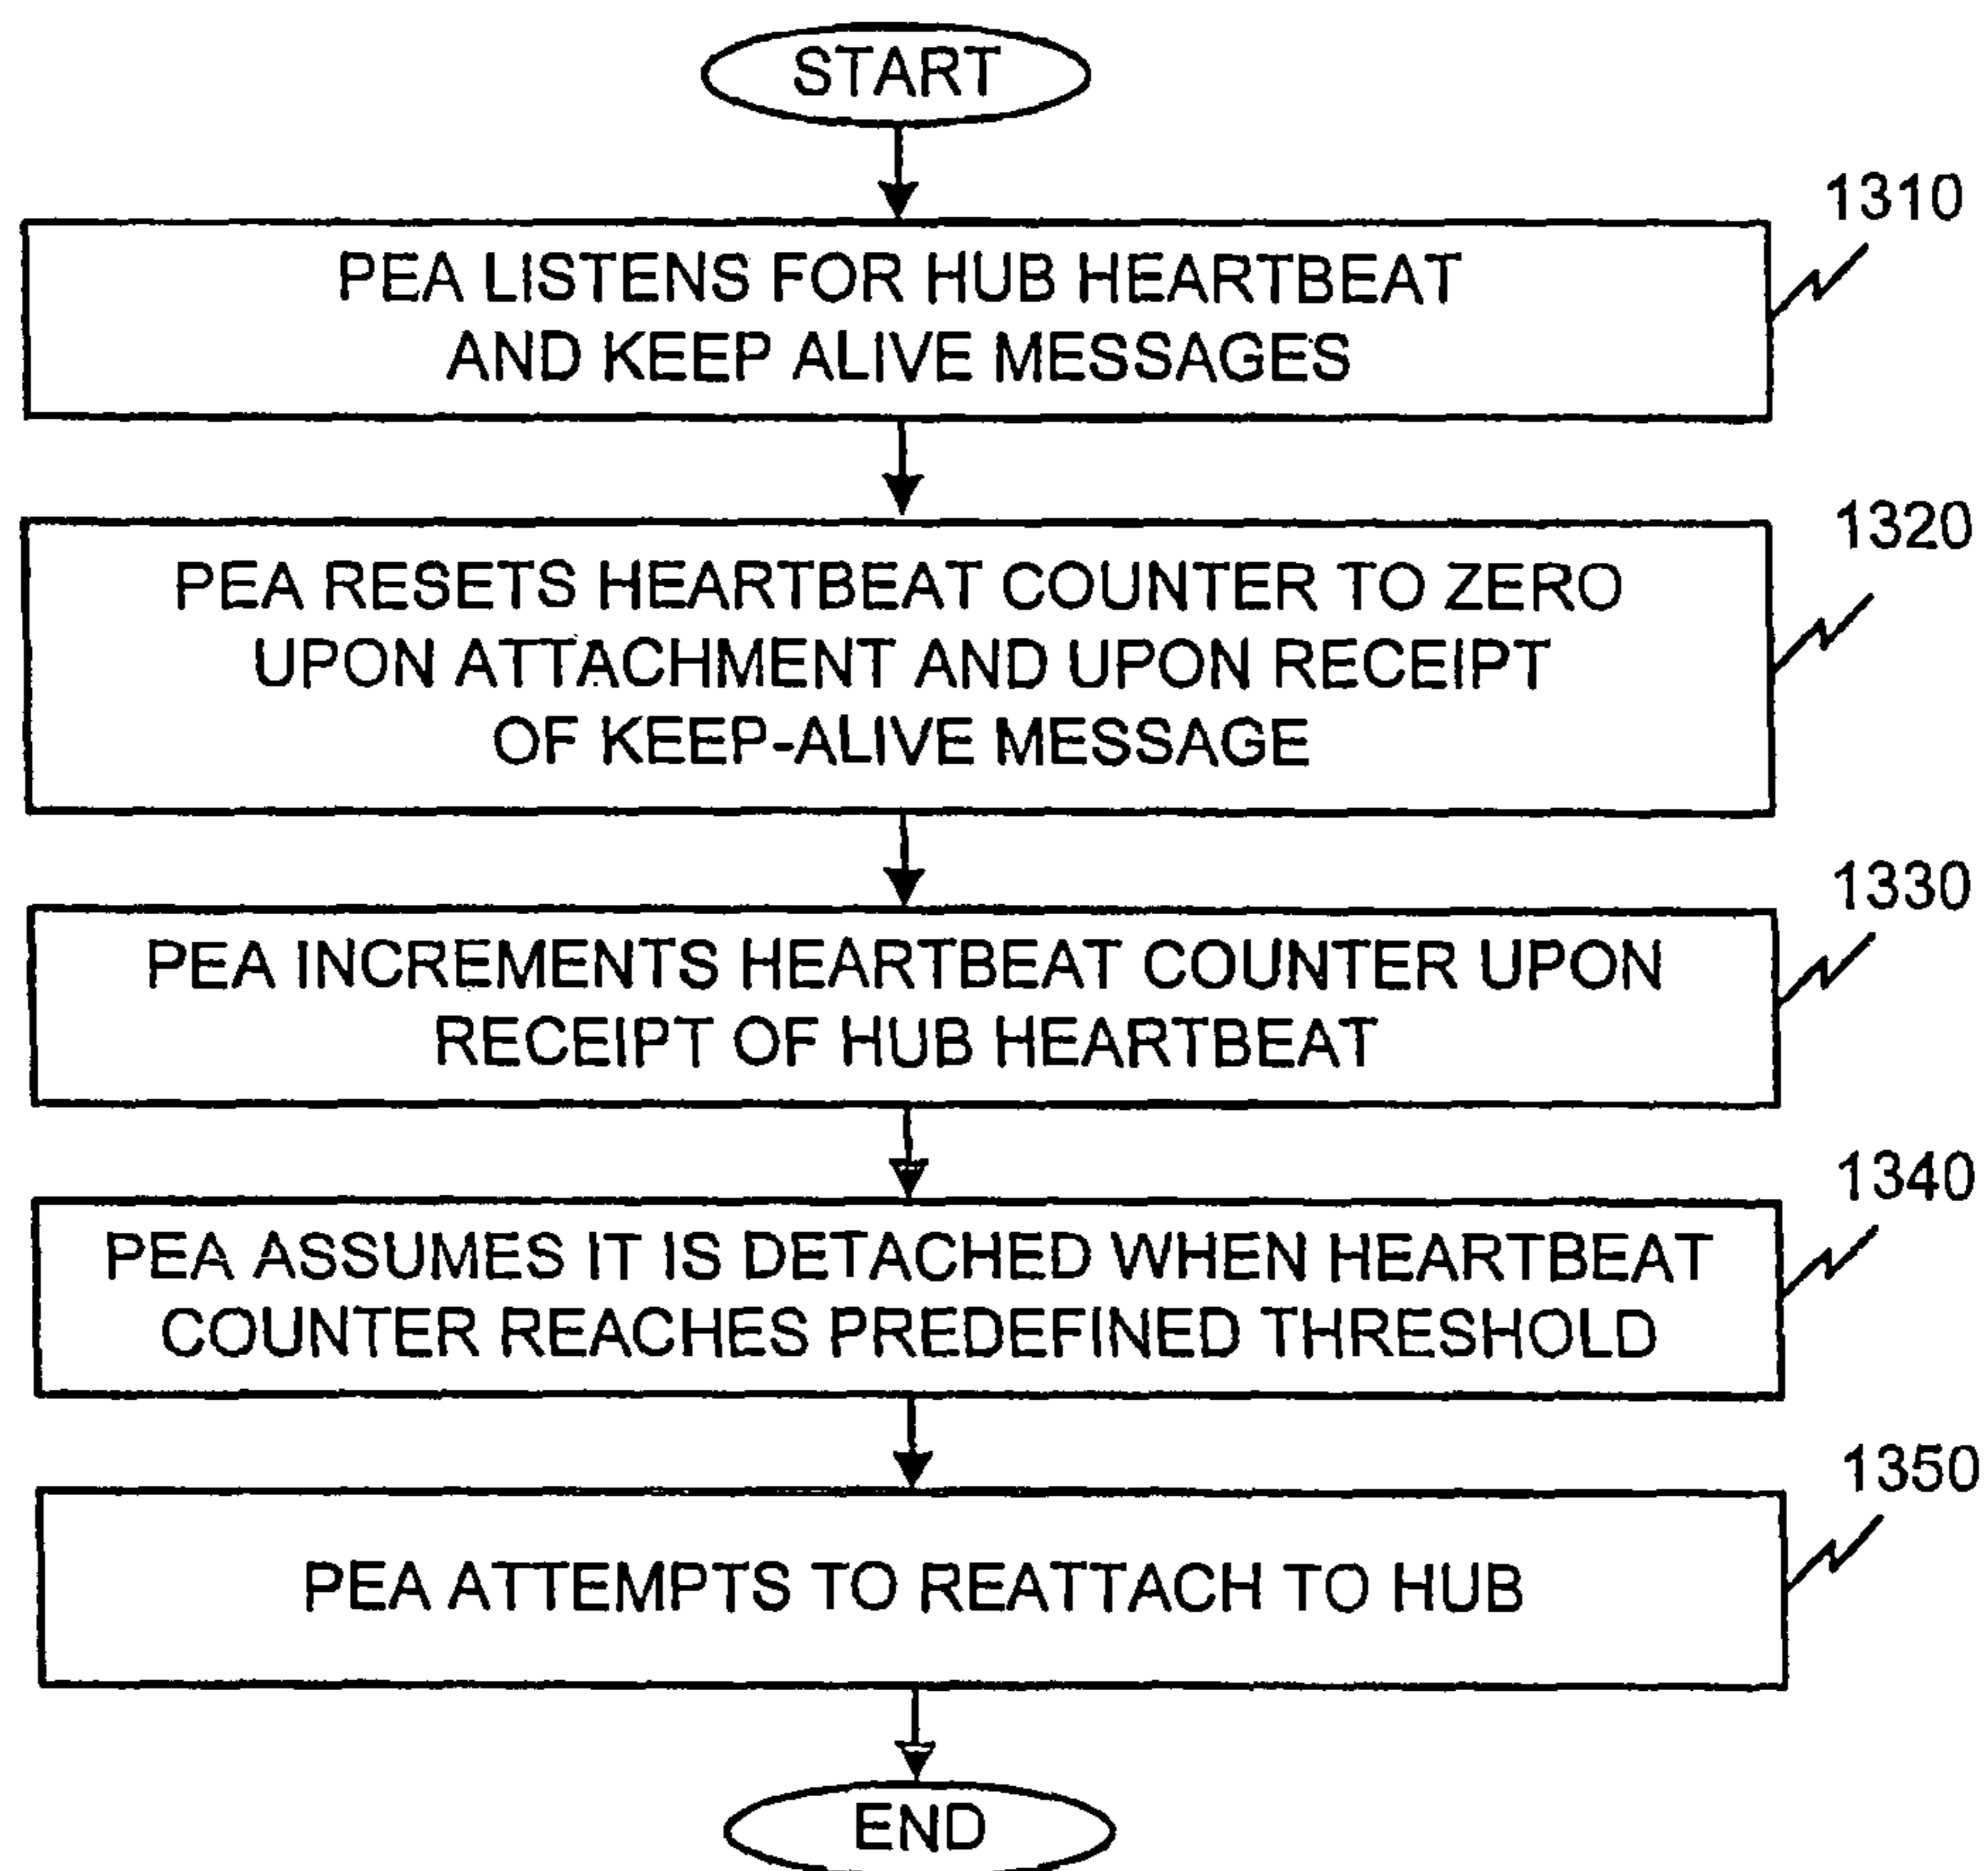 START
1310
PEA LISTENS FOR HUB HEARTBEAT
AND KEEP ALIVE MESSAGES
1320
PEA RESETS HEARTBEAT COUNTER TO ZERO
UPON ATTACHMENT AND UPON RECEIPT
OF KEEP-ALIVE MESSAGE
1330
PEA INCREMENTS HEARTBEAT COUNTER UPON
RECEIPT OF HUB HEARTBEAT
1340
PEA ASSUMES IT IS DETACHED WHEN HEARTBEAT
COUNTER REACHES PREDEFINED THRESHOLD
1350
PEA ATTEMPTS TO REATTACH TO HUB
END